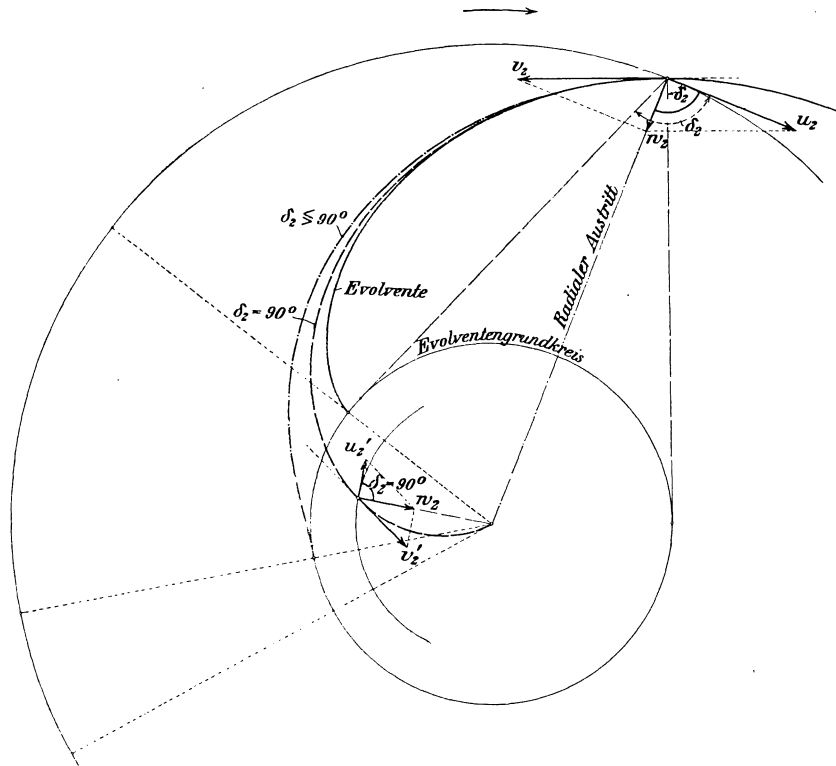 v₂
δ₂
u₂
δ₂
w₂
δ₂ ≦ 90°
Radialer Austritt
Evolvente
δ₂ = 90°
Evolventengrundkreis
u₂′
δ₂ = 90°
w₂
v₂′